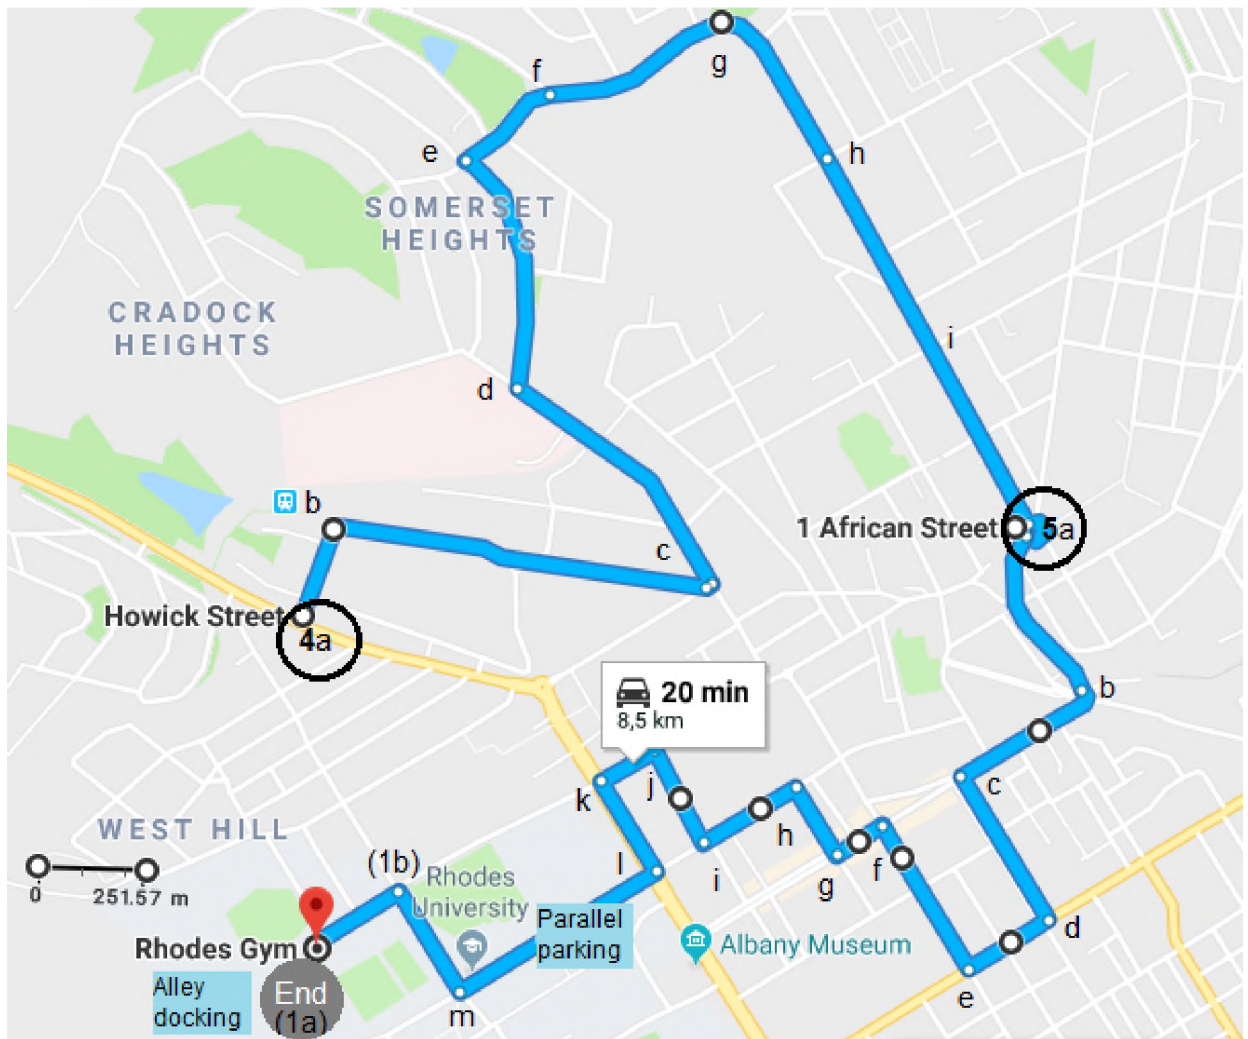 g
f
e
h
SOMERSET
HEIGHTS
CRADOCK
HEIGHTS
i
d
b
c
1 African Street
5a
Howick Street
4a
20 min
8,5 km
b
c
j
k
h
i
g
f
d
e
WEST HILL
0
251.57 m
(1b)
l
Rhodes
University
Parallel
parking
Albany Museum
Rhodes Gym
Alley
docking
End
(1a)
m